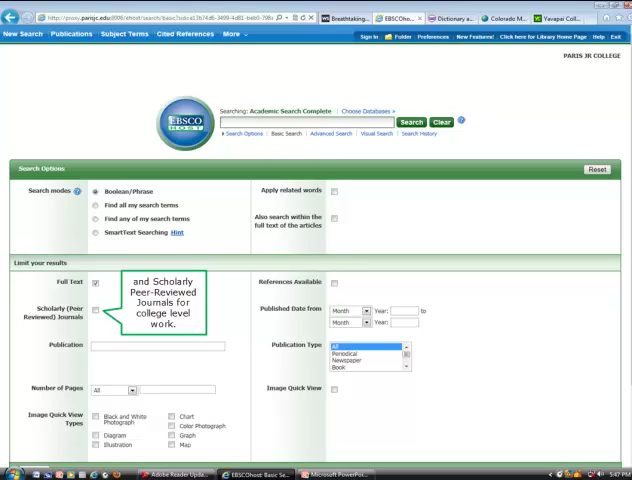 http://proxy.parisjc.edu:
Breathtaking...
EBSCOHost
Dictionary a...
Colorado M...
Yavapai Coll...
New Search Publications Subject Terms Cited References More
Sign In Folder Preferences New Features! Click here for Library Home Page Help Exit
PARIS JR COLLEGE
EBSCO
HOST
Searching: Academic Search Complete Choose Databases »
Search Clear
Search Options Basic Search Advanced Search Visual Search Search History
Search Options Reset
Search modes Boolean/Phrase
Find all my search terms
Find any of my search terms
SmartText Searching Hint
Apply related words
Also search within the
full text of the articles
Limit your results
Full Text
and Scholarly
Peer-Reviewed
Journals for
college level
work.
References Available
Scholarly (Peer
Reviewed) Journals
Published Date from Month Year: to
Month Year:
Publication
Publication Type All
Periodical
Newspaper
Book
Number of Pages All
Image Quick View
Image Quick View
Types
Black and White
Photograph
Chart
Color Photograph
Diagram
Graph
Illustration
Map
Adobe Reader Upda...
EBSCOhost: Basic Se...
Microsoft PowerPoi...
5:47 PM